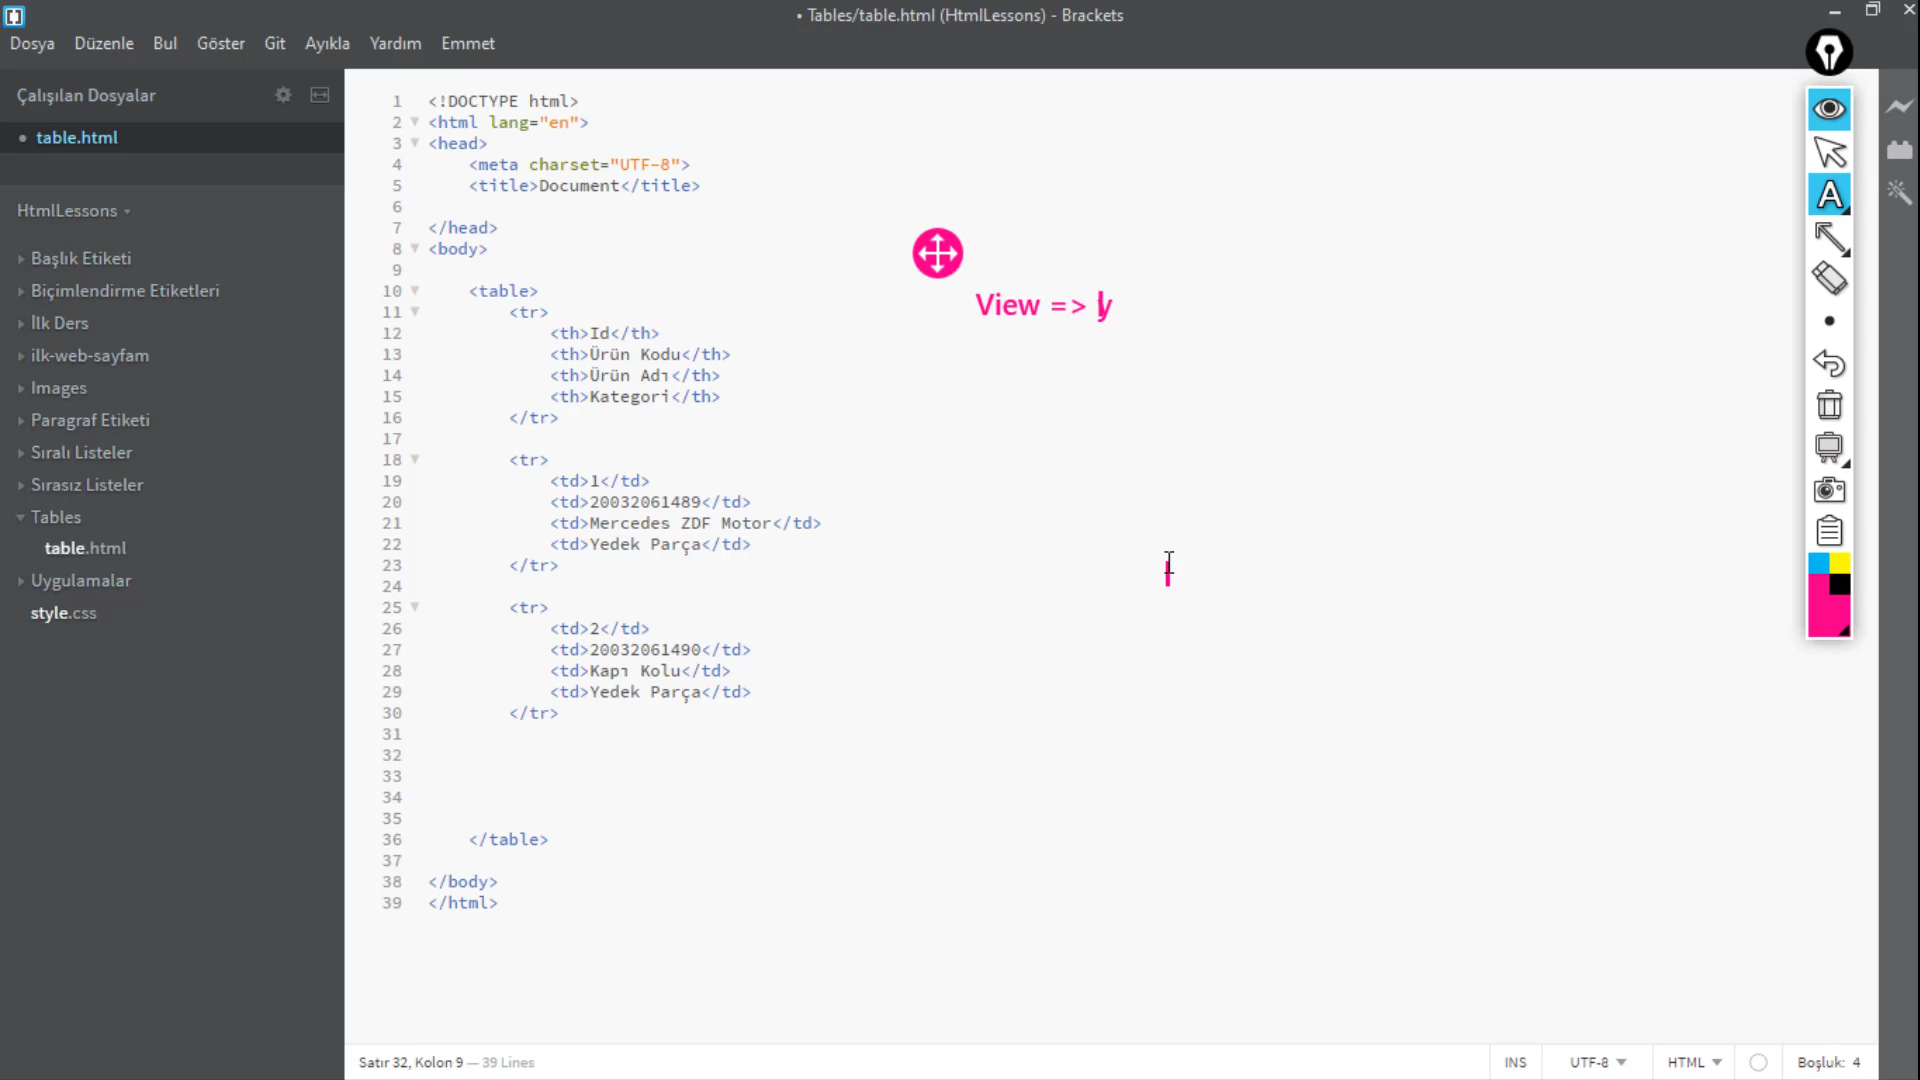 • Tables/table.html (HtmlLessons) - Brackets
Dosya Düzenle Bul Göster Git Ayıkla Yardım Emmet
Çalışılan Dosyalar
• table.html
HtmlLessons
Başlık Etiketi
Biçimlendirme Etiketleri
İlk Ders
ilk-web-sayfam
Images
Paragraf Etiketi
Sıralı Listeler
Sırasız Listeler
Tables
table.html
Uygulamalar
style.css
1 <!DOCTYPE html>
2 <html lang="en">
3 <head>
4 <meta charset="UTF-8">
5 <title>Document</title>
6
7 </head>
8 <body>
9
10 <table>
11 <tr>
12 <th>Id</th>
13 <th>Ürün Kodu</th>
14 <th>Ürün Adı</th>
15 <th>Kategori</th>
16 </tr>
17
18 <tr>
19 <td>1</td>
20 <td>20032061489</td>
21 <td>Mercedes ZDF Motor</td>
22 <td>Yedek Parça</td>
23 </tr>
24
25 <tr>
26 <td>2</td>
27 <td>20032061490</td>
28 <td>Kapı Kolu</td>
29 <td>Yedek Parça</td>
30 </tr>
31
32
33
34
35
36 </table>
37
38 </body>
39 </html>
View => y
A
Satır 32, Kolon 9 — 39 Lines
INS UTF-8 HTML Boşluk: 4